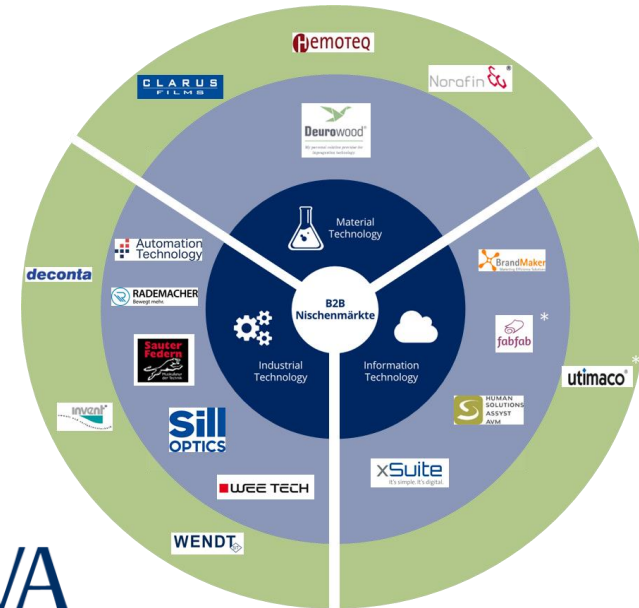 HEMOTEQ
CLARUS
FILMS
Norafin®
Deurowood®
Material
Technology
Automation
Technology
BrandMaker
deconta
RADEMACHER
Bewegt mehr.
B2B
Nischenmärkte
*
fabfab
Sauter
Federn
Industrial
Technology
Information
Technology
*
utimaco®
invent®
HUMAN
SOLUTIONS
ASSYST
AVM
Sill
OPTICS
xSuite
It's simple. It's digital.
WEE TECH
WENDT
/A